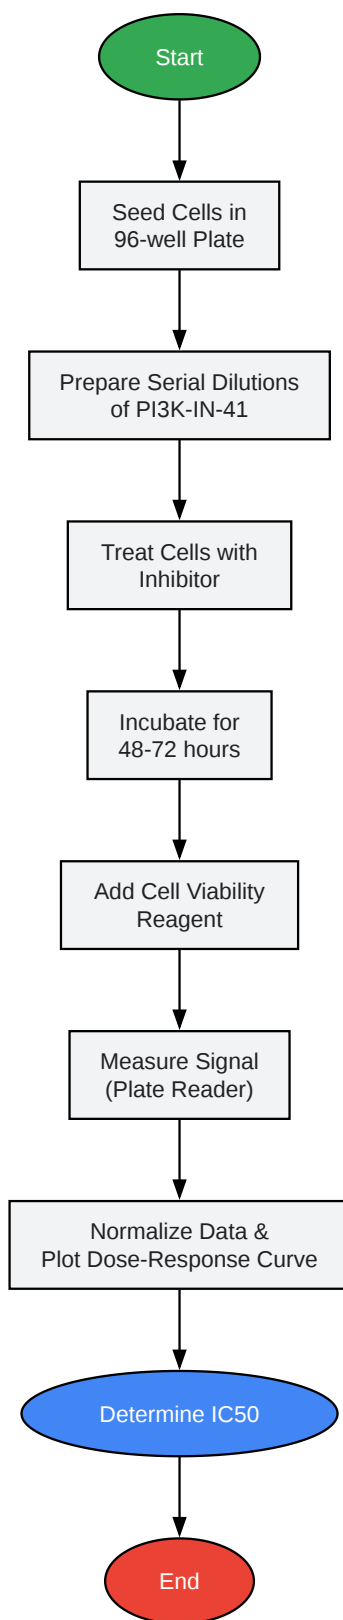 Start
Seed Cells in
96-well Plate
Prepare Serial Dilutions
of PI3K-IN-41
Treat Cells with
Inhibitor
Incubate for
48-72 hours
Add Cell Viability
Reagent
Measure Signal
(Plate Reader)
Normalize Data &
Plot Dose-Response Curve
Determine IC50
End